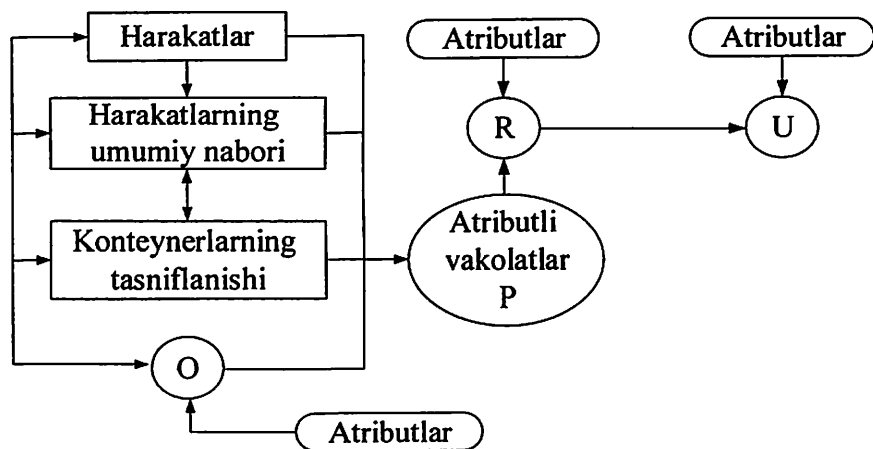 Harakatlar
Atributlar
Atributlar
Harakatlarning
umumiy nabori
R
U
Konteynerlarning
tasniflanishi
Atributli
vakolatlar
P
O
Atributlar